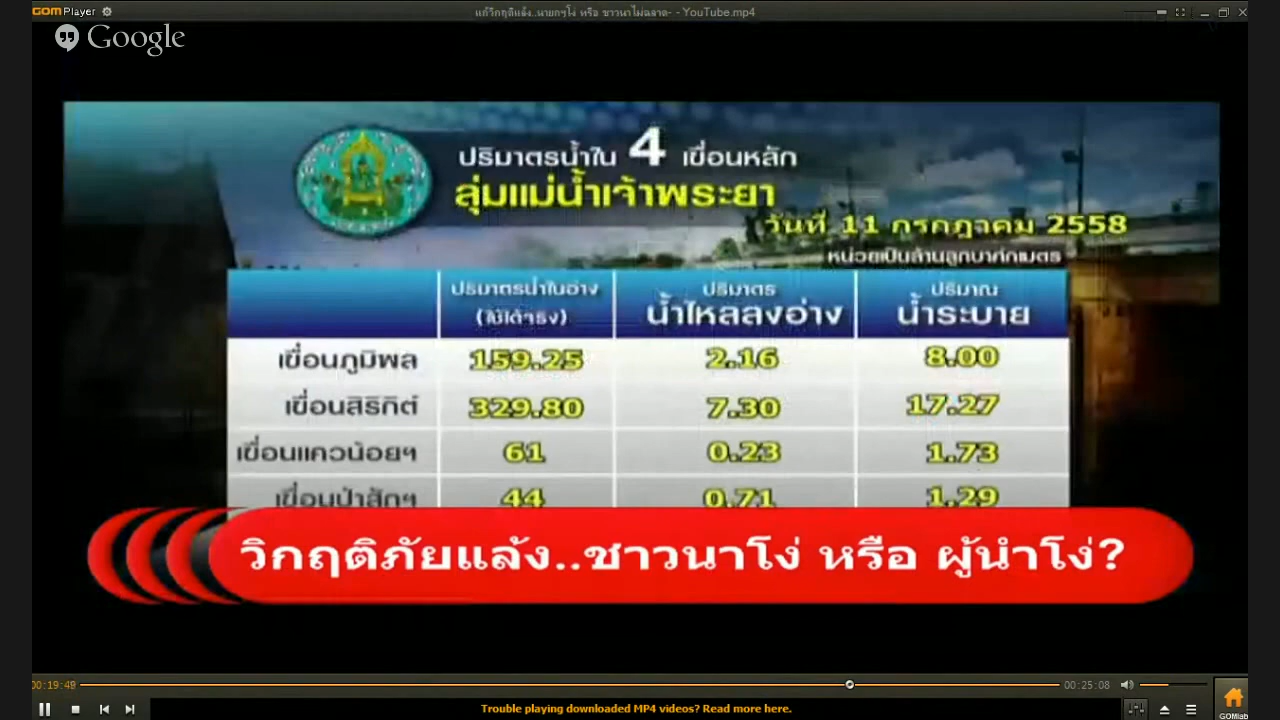 GOMPlayer
แก้วิกฤติแล้ง..นายกฯโง่ หรือ ชาวนาไม่ฉลาด- - YouTube.mp4
Google
ปริมาตรน้ำใน 4 เขื่อนหลัก
ลุ่มแม่น้ำเจ้าพระยา
วันที่ 11 กรกฎาคม 2558
หน่วยเป็นล้านลูกบาศ์กเมตร
ปริมาตรน้ำในอ่าง (ใช้ได้จริง) ปริมาตร น้ำไหลลงอ่าง ปริมาณ น้ำระบาย
เขื่อนภูมิพล 159.25 2.16 8.00
เขื่อนสิริกิต์ 329.80 7.30 17.27
เขื่อนแควน้อยฯ 61 0.23 1.73
เขื่อนป่าสักฯ 44 0.71 1.29
วิกฤติภัยแล้ง..ชาวนาโง่ หรือ ผู้นำโง่?
00:19:49 00:25:08
Trouble playing downloaded MP4 videos? Read more here.
GOMlab